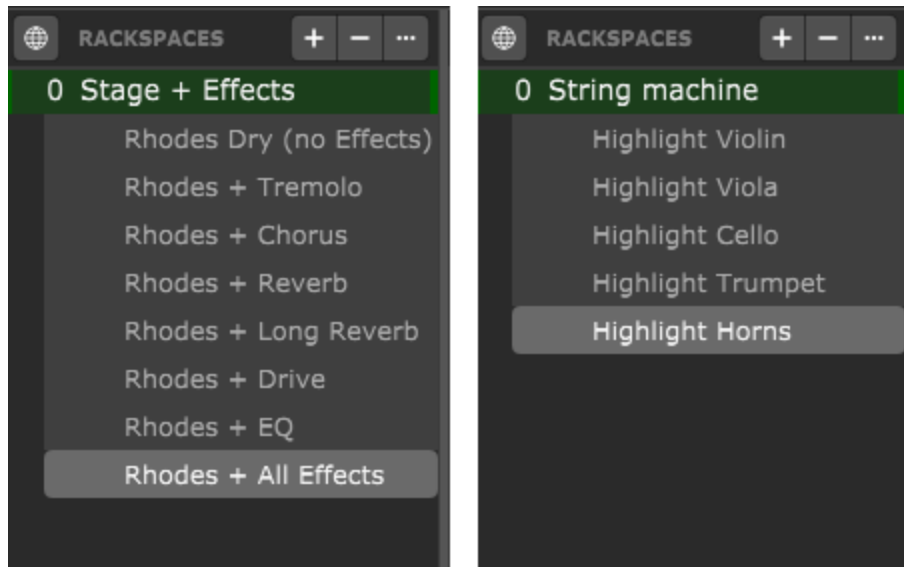 RACKSPACES + − ...
0 Stage + Effects
Rhodes Dry (no Effects)
Rhodes + Tremolo
Rhodes + Chorus
Rhodes + Reverb
Rhodes + Long Reverb
Rhodes + Drive
Rhodes + EQ
Rhodes + All Effects
RACKSPACES + − ...
0 String machine
Highlight Violin
Highlight Viola
Highlight Cello
Highlight Trumpet
Highlight Horns